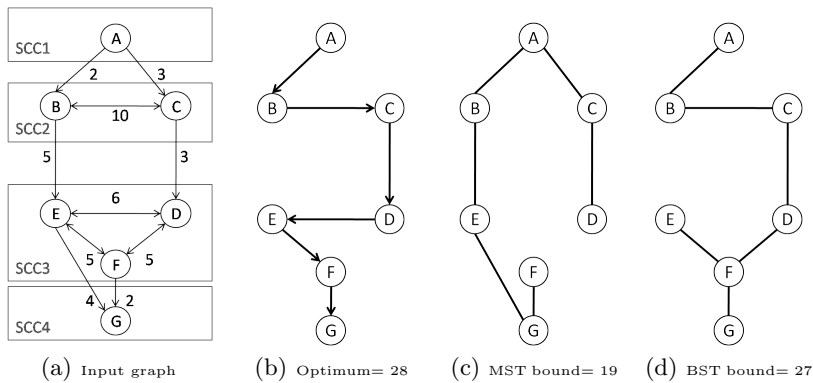 SCC1
A
2
3
SCC2
B
10
C
5
3
SCC3
E
6
D
5
F
5
4
2
SCC4
G
(a) Input graph
A
B
C
E
D
F
G
(b) Optimum= 28
A
B
C
E
D
F
G
(c) MST bound= 19
A
B
C
E
D
F
G
(d) BST bound= 27